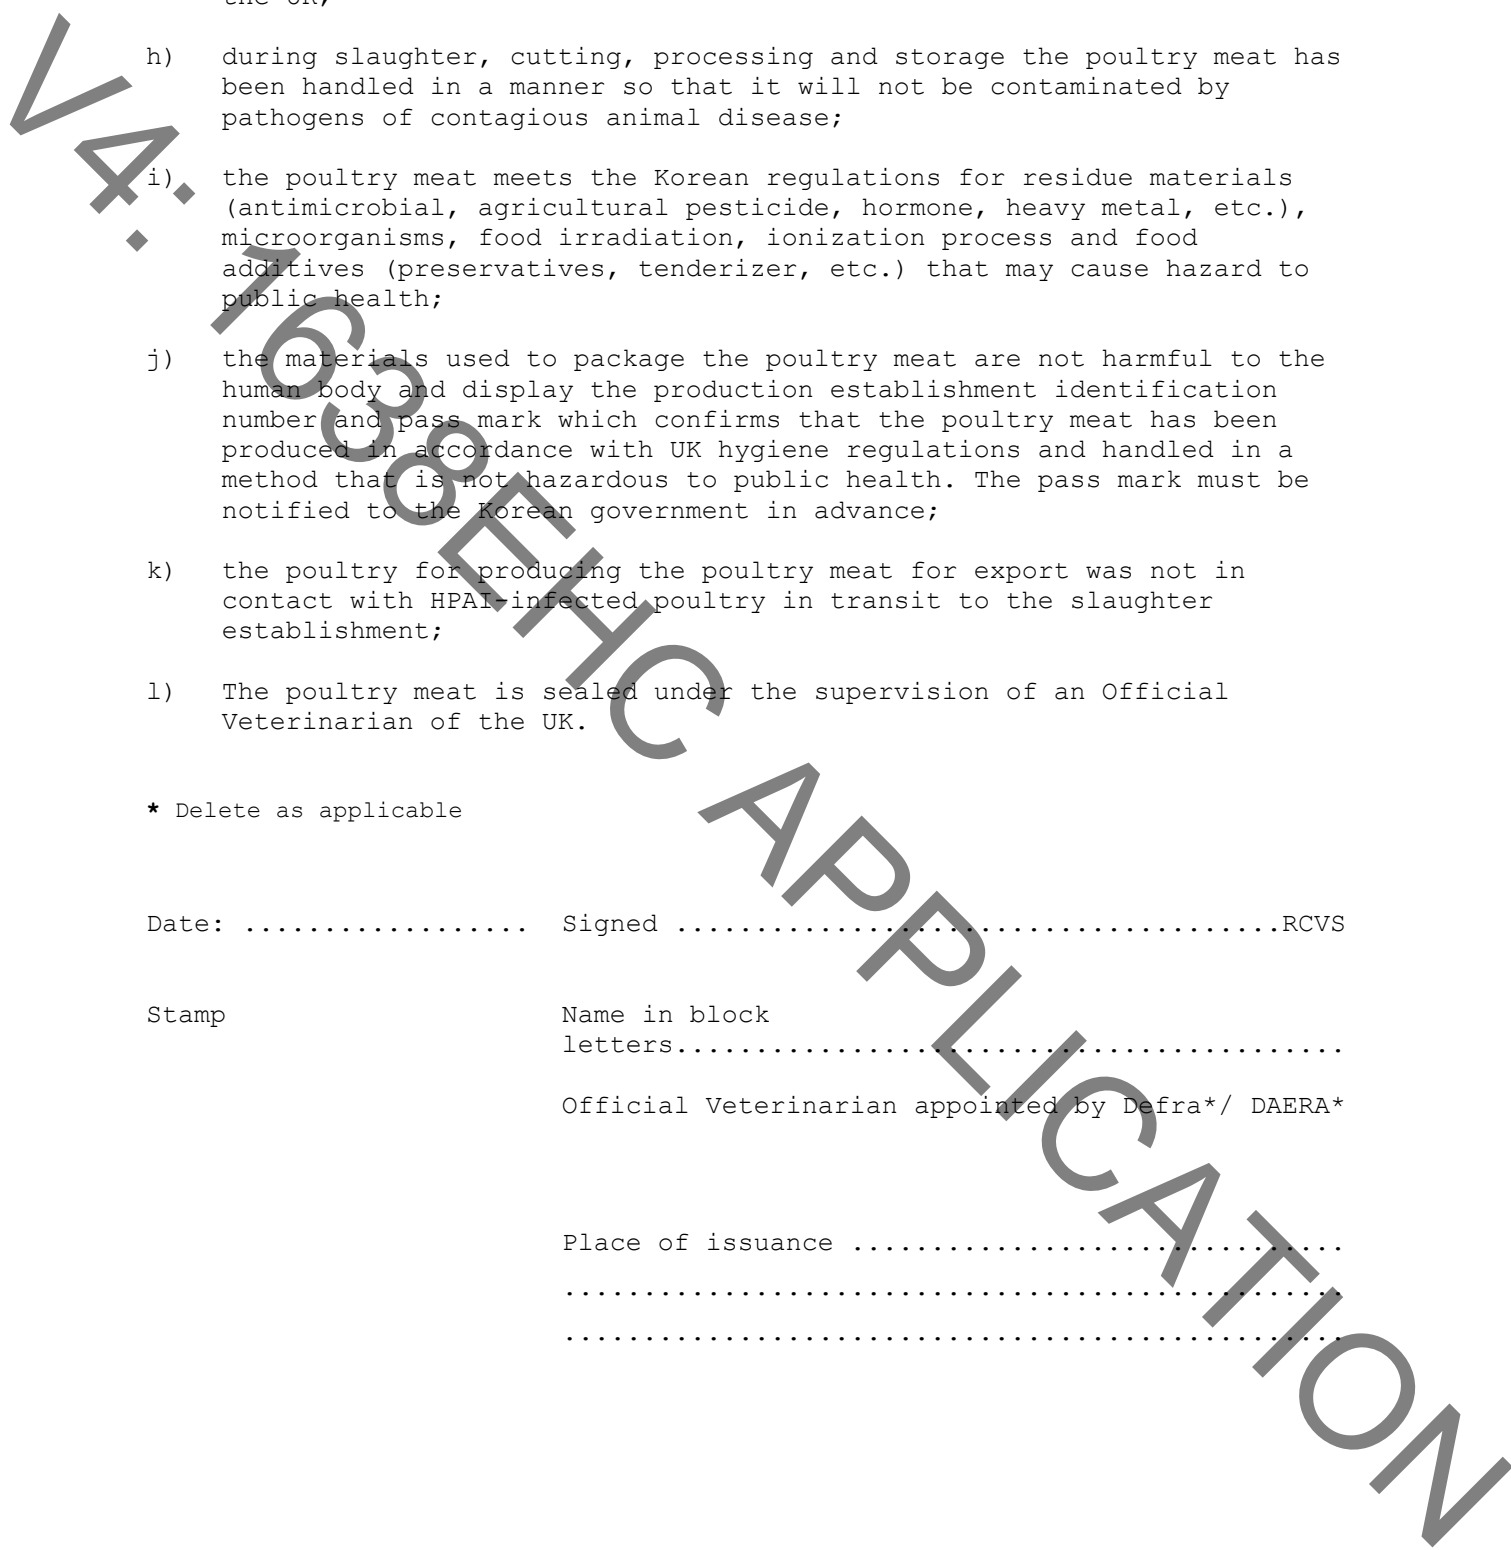 the UK;
h) during slaughter, cutting, processing and storage the poultry meat has
been handled in a manner so that it will not be contaminated by
pathogens of contagious animal disease;
i) the poultry meat meets the Korean regulations for residue materials
(antimicrobial, agricultural pesticide, hormone, heavy metal, etc.),
microorganisms, food irradiation, ionization process and food
additives (preservatives, tenderizer, etc.) that may cause hazard to
public health;
j) the materials used to package the poultry meat are not harmful to the
human body and display the production establishment identification
number and pass mark which confirms that the poultry meat has been
produced in accordance with UK hygiene regulations and handled in a
method that is not hazardous to public health. The pass mark must be
notified to the Korean government in advance;
k) the poultry for producing the poultry meat for export was not in
contact with HPAI-infected poultry in transit to the slaughter
establishment;
l) The poultry meat is sealed under the supervision of an Official
Veterinarian of the UK.
* Delete as applicable
Date: .................. Signed ......................................RCVS
Stamp Name in block
letters..........................................
Official Veterinarian appointed by Defra*/ DAERA*
Place of issuance ...............................
.................................................
.................................................
V4: 1638EHC APPLICATION